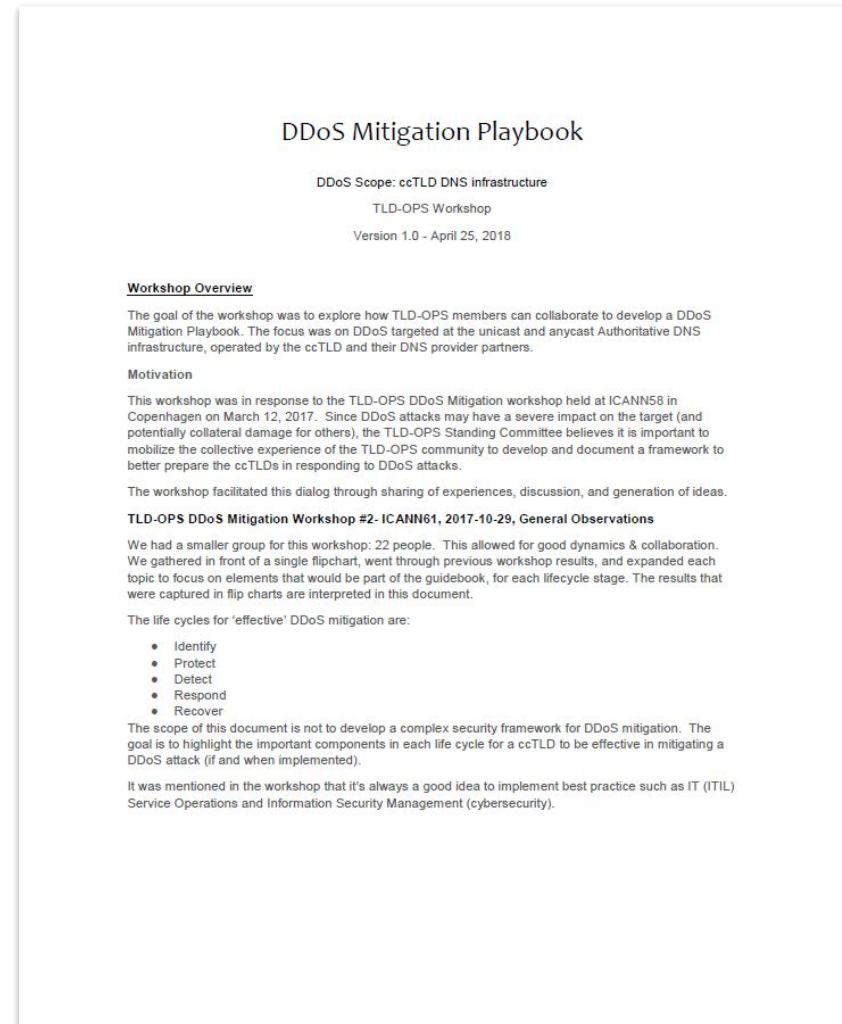 DDoS Mitigation Playbook
DDoS Scope: ccTLD DNS infrastructure
TLD-OPS Workshop
Version 1.0 - April 25, 2018
Workshop Overview
The goal of the workshop was to explore how TLD-OPS members can collaborate to develop a DDoS
Mitigation Playbook. The focus was on DDoS targeted at the unicast and anycast Authoritative DNS
infrastructure, operated by the ccTLD and their DNS provider partners.
Motivation
This workshop was in response to the TLD-OPS DDoS Mitigation workshop held at ICANN58 in
Copenhagen on March 12, 2017.  Since DDoS attacks may have a severe impact on the target (and
potentially collateral damage for others), the TLD-OPS Standing Committee believes it is important to
mobilize the collective experience of the TLD-OPS community to develop and document a framework to
better prepare the ccTLDs in responding to DDoS attacks.
The workshop facilitated this dialog through sharing of experiences, discussion, and generation of ideas.
TLD-OPS DDoS Mitigation Workshop #2- ICANN61, 2017-10-29, General Observations
We had a smaller group for this workshop: 22 people.  This allowed for good dynamics & collaboration.
We gathered in front of a single flipchart, went through previous workshop results, and expanded each
topic to focus on elements that would be part of the guidebook, for each lifecycle stage. The results that
were captured in flip charts are interpreted in this document.
The life cycles for ‘effective’ DDoS mitigation are:
● Identify
● Protect
● Detect
● Respond
● Recover
The scope of this document is not to develop a complex security framework for DDoS mitigation.  The
goal is to highlight the important components in each life cycle for a ccTLD to be effective in mitigating a
DDoS attack (if and when implemented).
It was mentioned in the workshop that it's always a good idea to implement best practice such as IT (ITIL)
Service Operations and Information Security Management (cybersecurity).